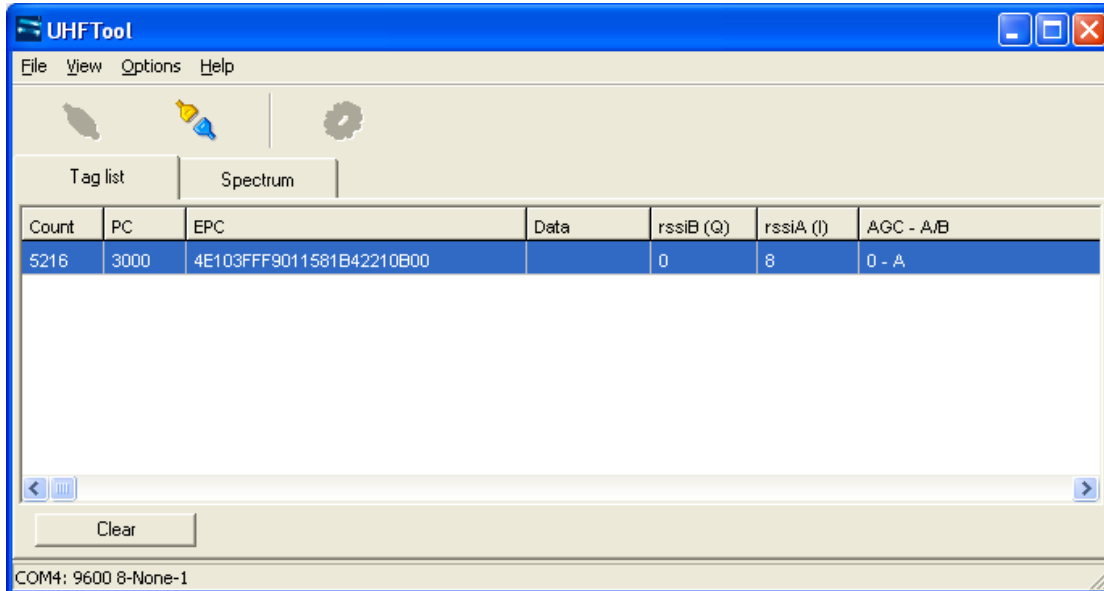 UHFTool
File View Options Help
Tag list Spectrum
Count PC EPC Data rssiB (Q) rssiA (I) AGC - A/B
5216 3000 4E103FFF9011581B42210B00 0 8 0 - A
Clear
COM4: 9600 8-None-1